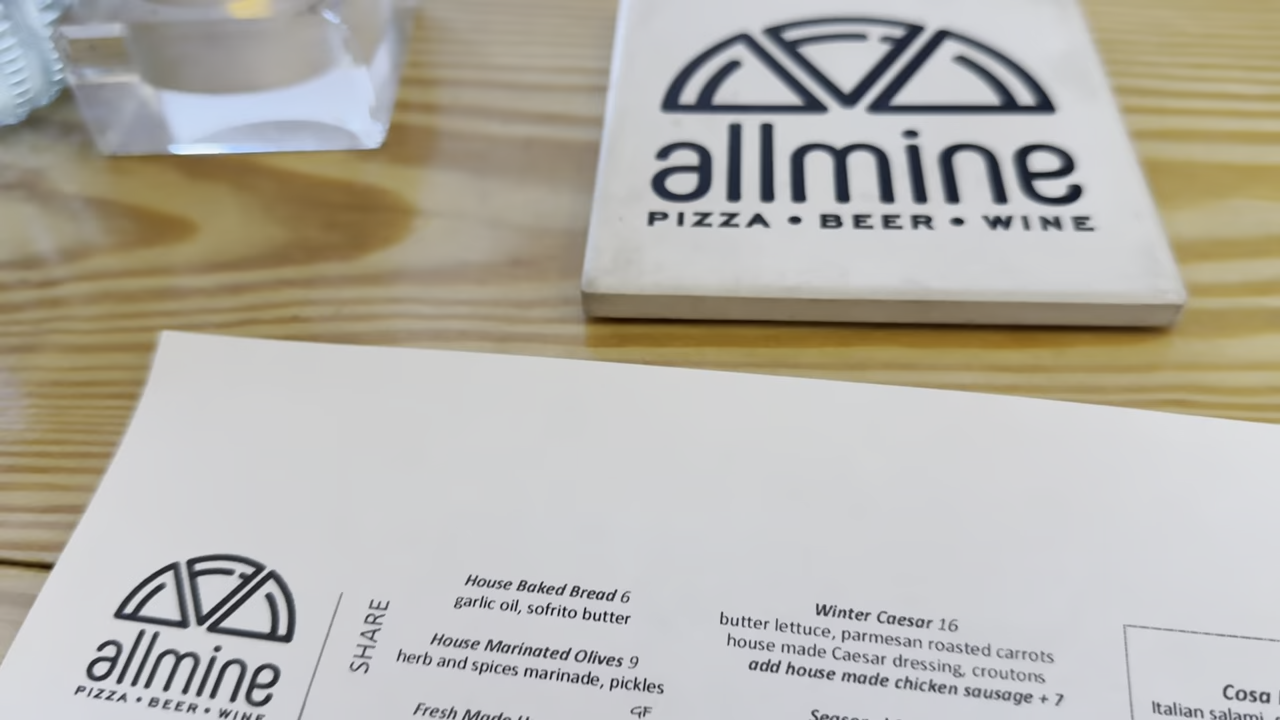 allmine
PIZZA • BEER • WINE
allmine
PIZZA • BEER • WINE
SHARE
House Baked Bread 6
garlic oil, sofrito butter
House Marinated Olives 9
herb and spices marinade, pickles
GF
Fresh Made
Winter Caesar 16
butter lettuce, parmesan roasted carrots
house made Caesar dressing, croutons
add house made chicken sausage + 7
Cosa
Italian salami